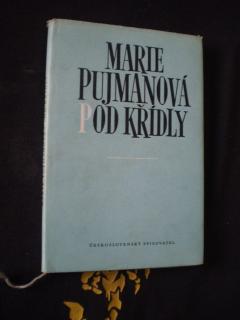 MARIE
PUJMANOVÁ
POD KŘÍDLY
ČESKOSLOVENSKÝ SPISOVATEL